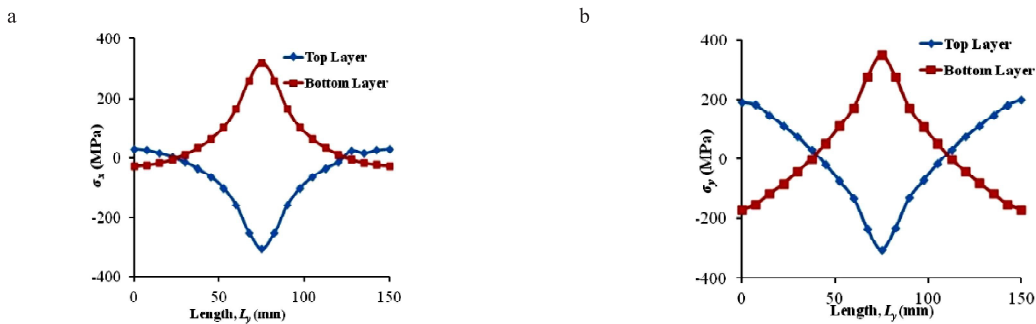 a
400
200
0
-200
-400
σx (MPa)
Top Layer
Bottom Layer
0
50
100
150
Length, Ly (mm)
b
400
200
0
-200
-400
σy (MPa)
Top Layer
Bottom Layer
0
50
100
150
Length, Ly (mm)